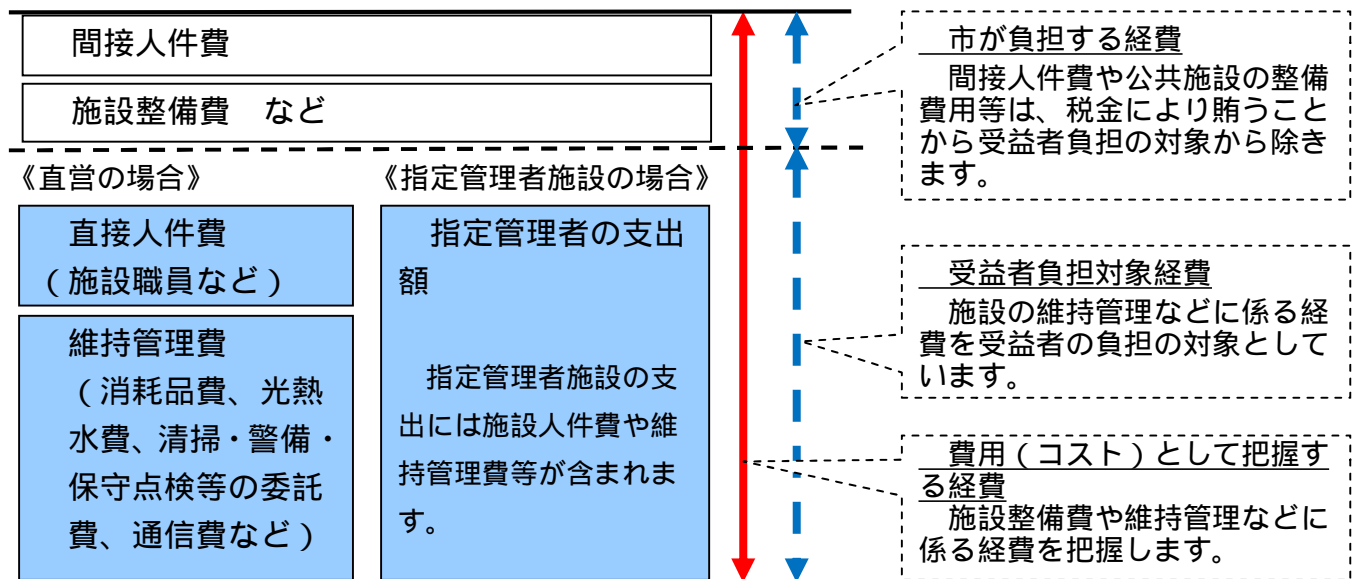 間接人件費
施設整備費　など
《直営の場合》
直接人件費
（施設職員など）
維持管理費
（消耗品費、光熱
水費、清掃・警備・
保守点検等の委託
費、通信費など）
《指定管理者施設の場合》
指定管理者の支出
額
指定管理者施設の支
出には施設人件費や維
持管理費等が含まれま
す。
市が負担する経費
間接人件費や公共施設の整備
費用等は、税金により賄うこと
から受益者負担の対象から除き
ます。
受益者負担対象経費
施設の維持管理などに係る経
費を受益者の負担の対象として
います。
費用（コスト）として把握す
る経費
施設整備費や維持管理などに
係る経費を把握します。